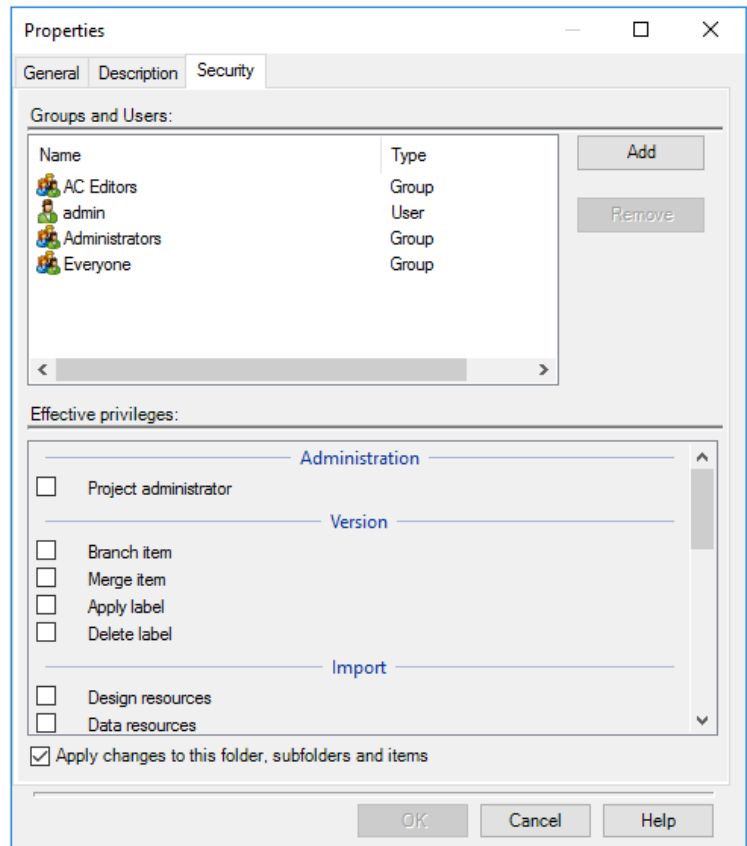 Properties
General Description Security
Groups and Users:
Name Type
Add
AC Editors Group
admin User
Remove
Administrators Group
Everyone Group
Effective privileges:
Administration
Project administrator
Version
Branch item
Merge item
Apply label
Delete label
Import
Design resources
Data resources
Apply changes to this folder, subfolders and items
OK Cancel Help